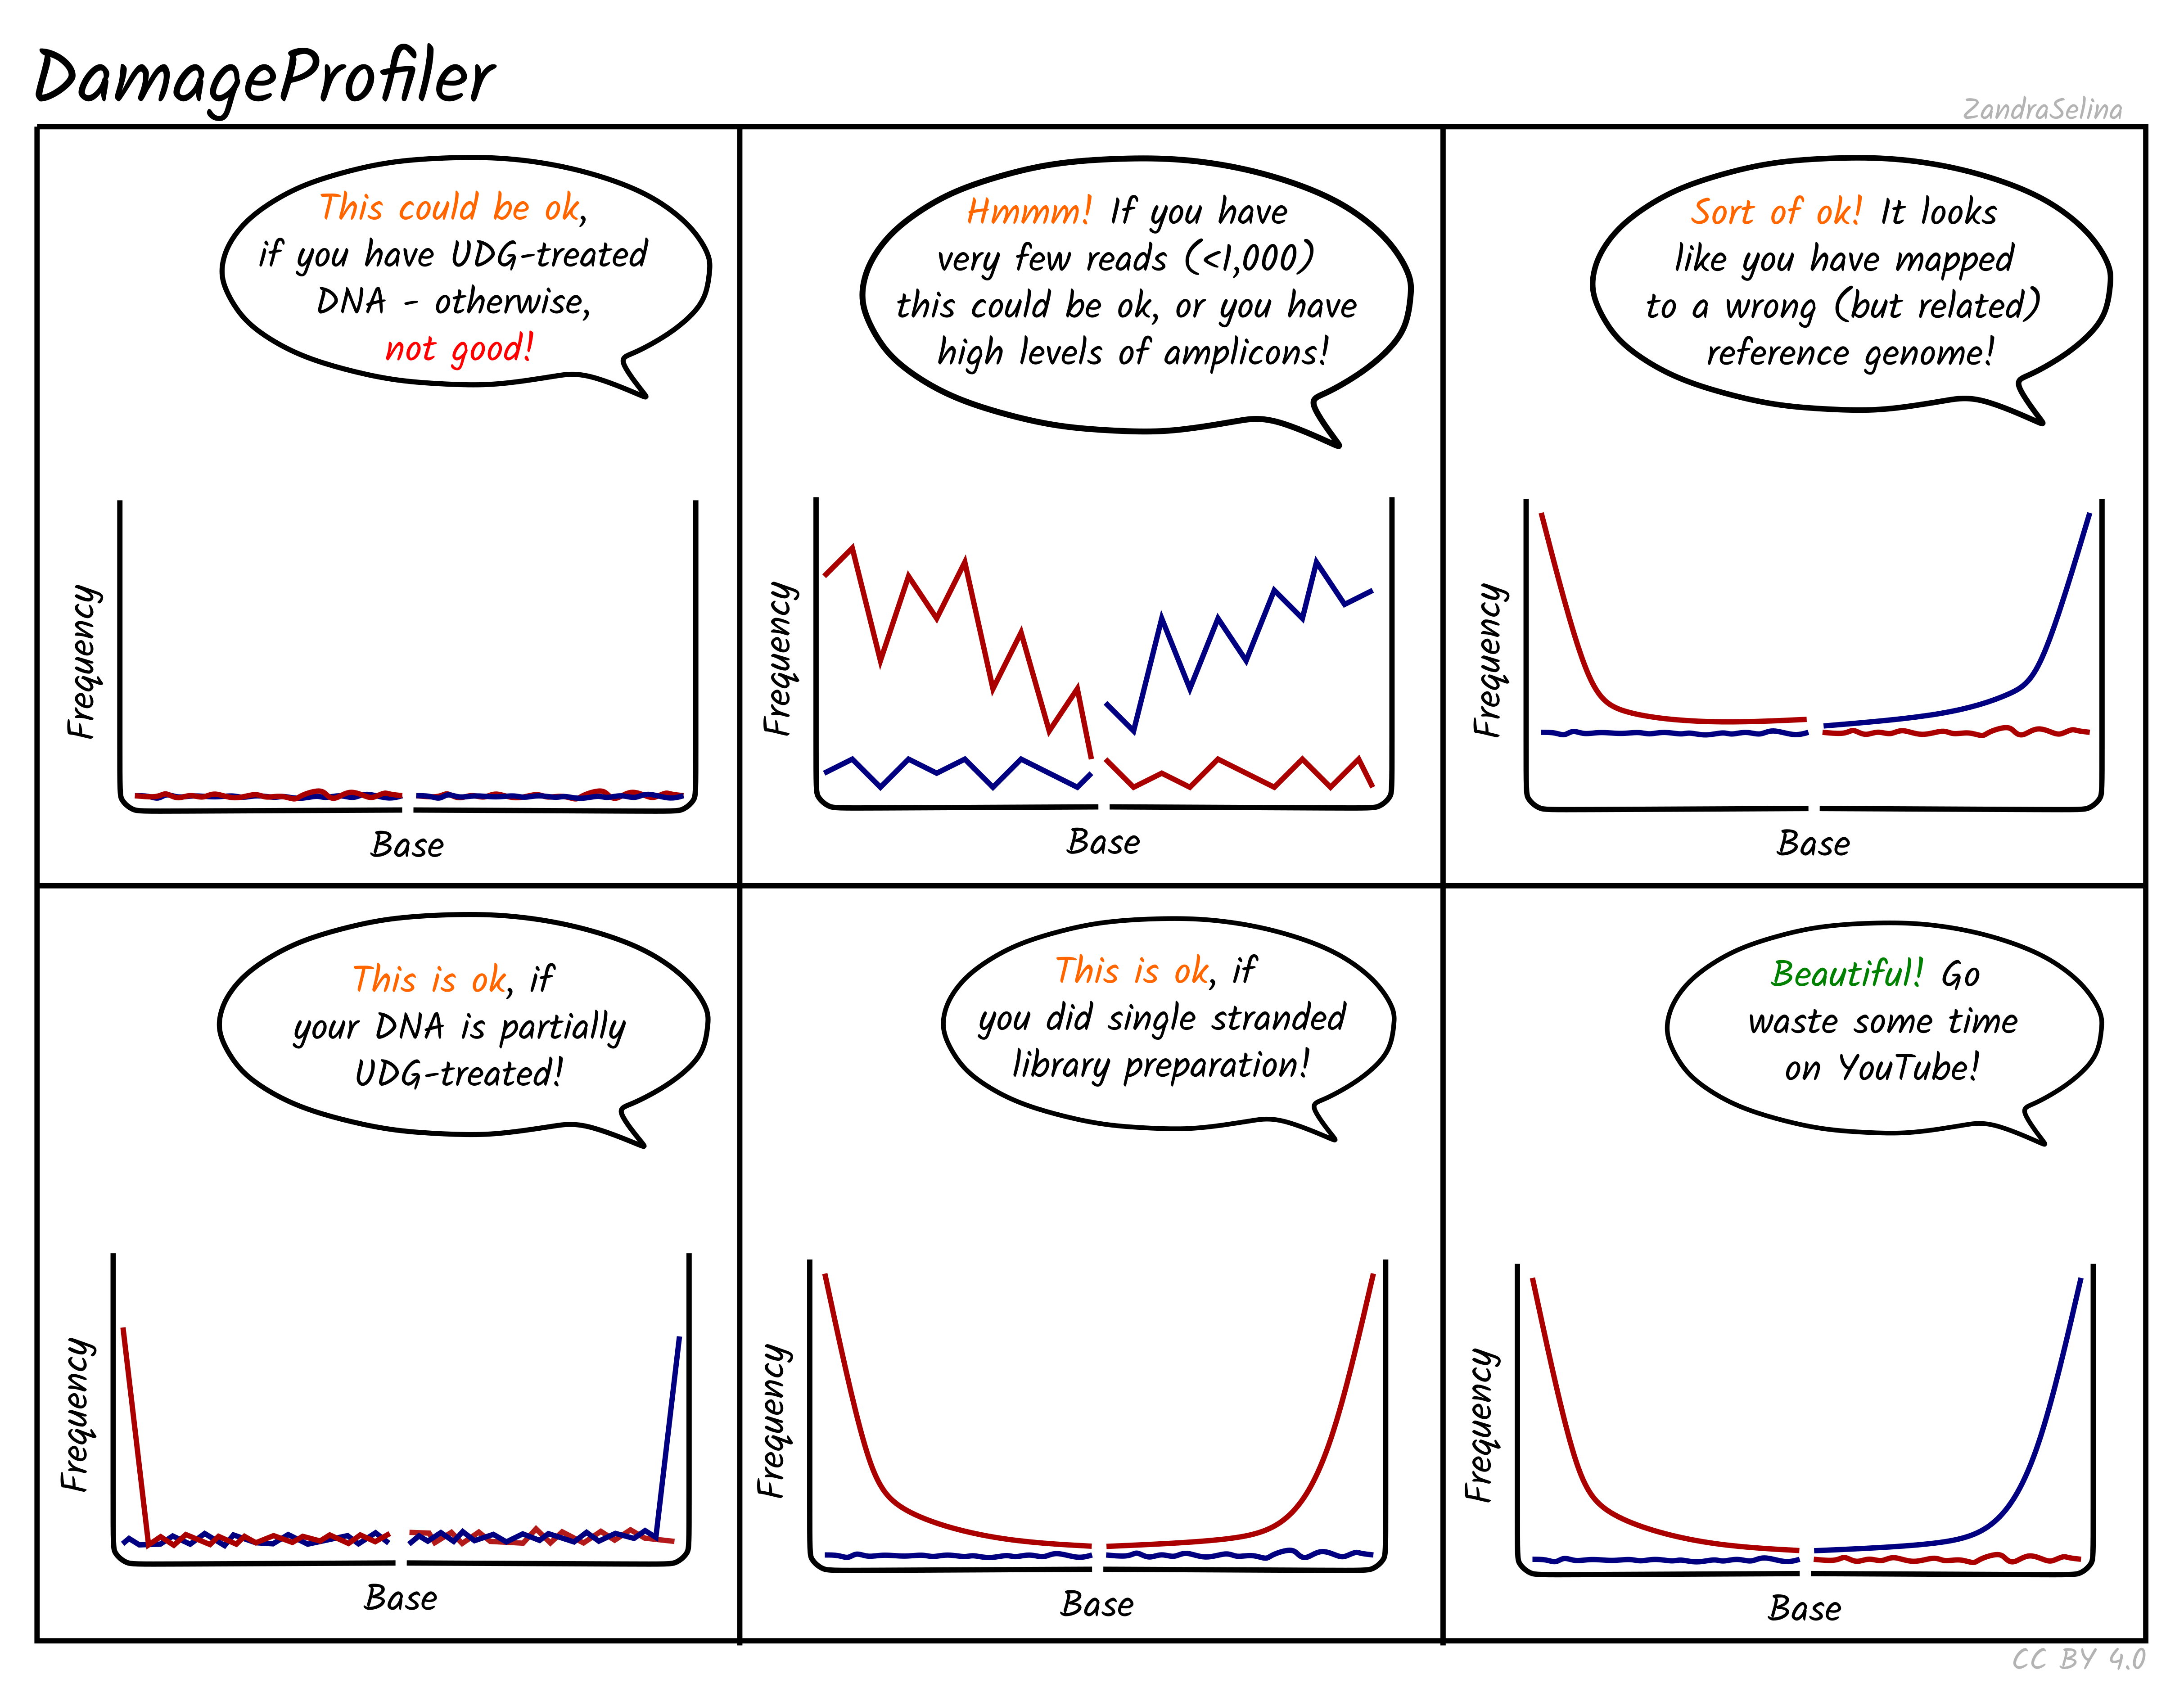 DamageProfiler
ZandraSelina
This could be ok,
if you have UDG-treated
DNA - otherwise,
not good!
Frequency
Base
Hmmm! If you have
very few reads (<1,000)
this could be ok, or you have
high levels of amplicons!
Frequency
Base
Sort of ok! It looks
like you have mapped
to a wrong (but related)
reference genome!
Frequency
Base
This is ok, if
your DNA is partially
UDG-treated!
Frequency
Base
This is ok, if
you did single stranded
library preparation!
Frequency
Base
Beautiful! Go
waste some time
on YouTube!
Frequency
Base
CC BY 4.0